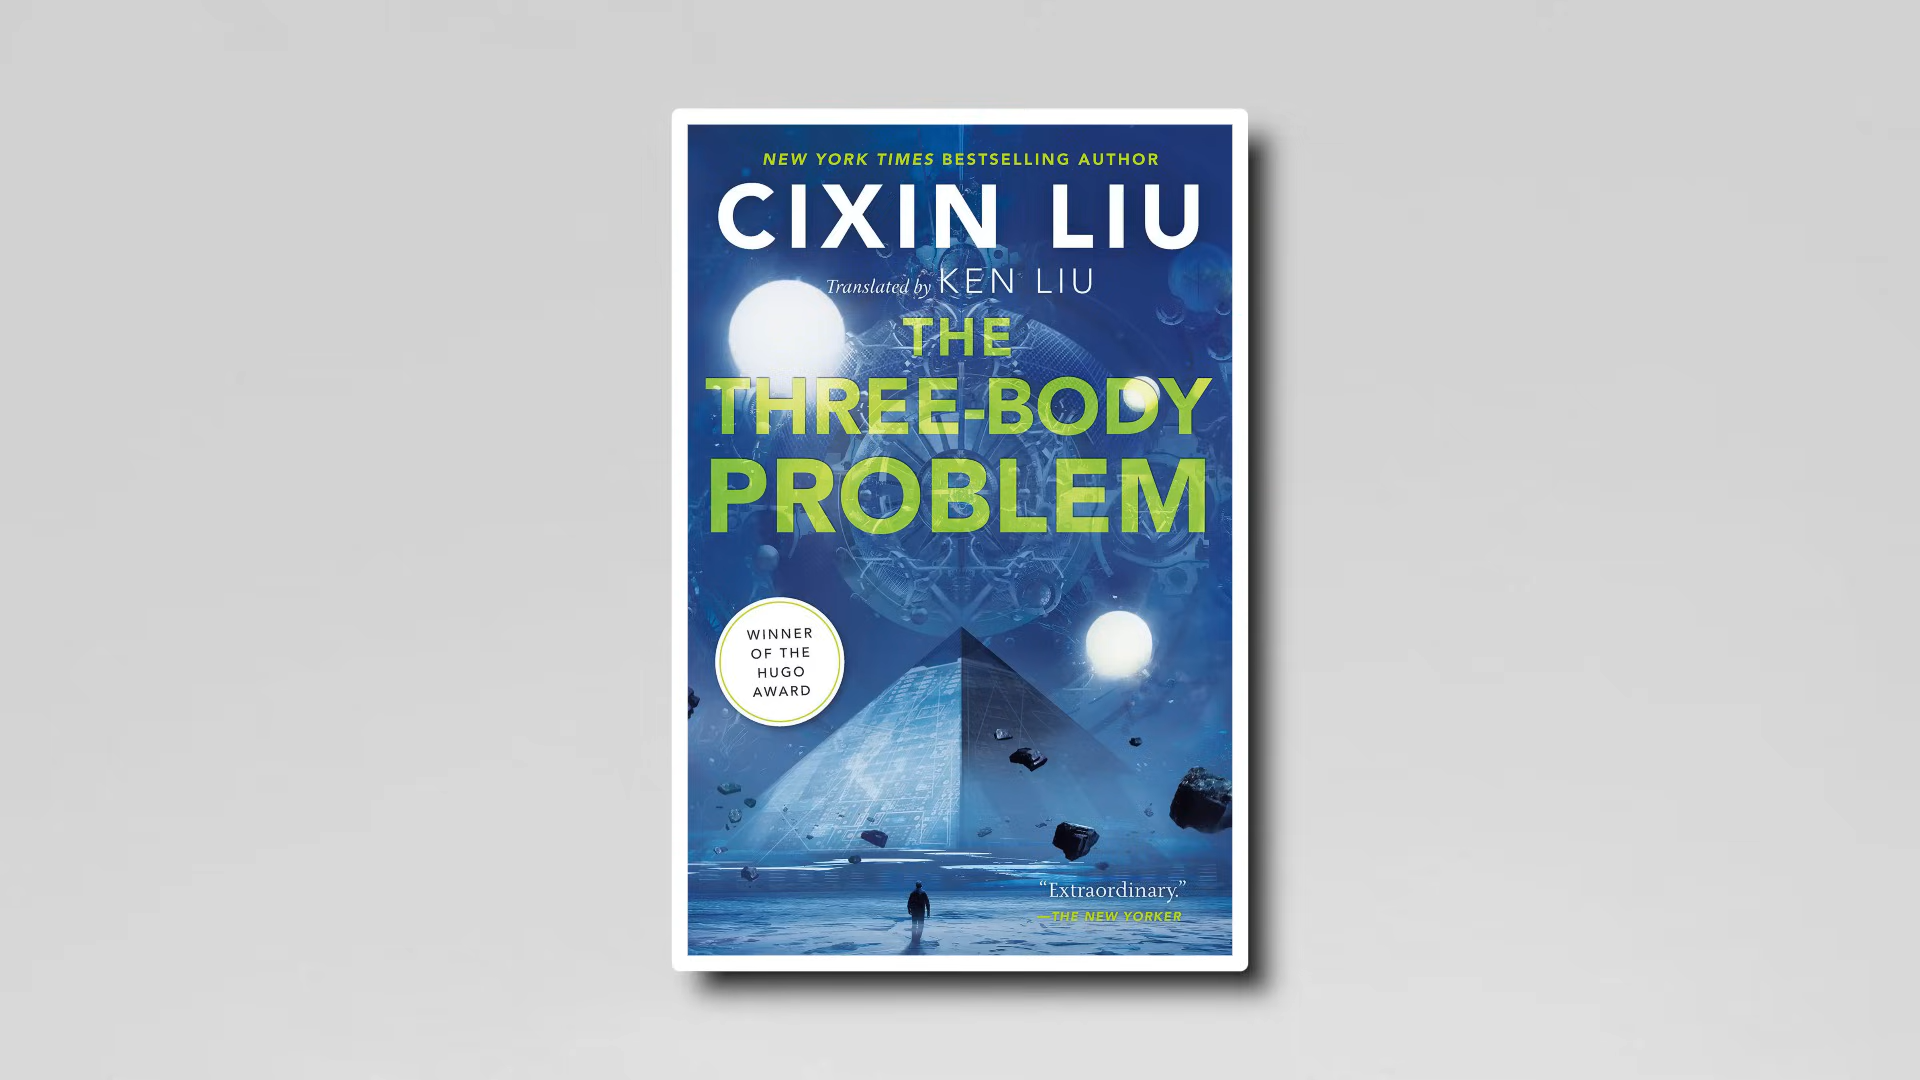 NEW YORK TIMES BESTSELLING AUTHOR
CIXIN LIU
Translated by KEN LIU
THE
THREE-BODY
PROBLEM
WINNER
OF THE
HUGO
AWARD
“Extraordinary.”
—THE NEW YORKER